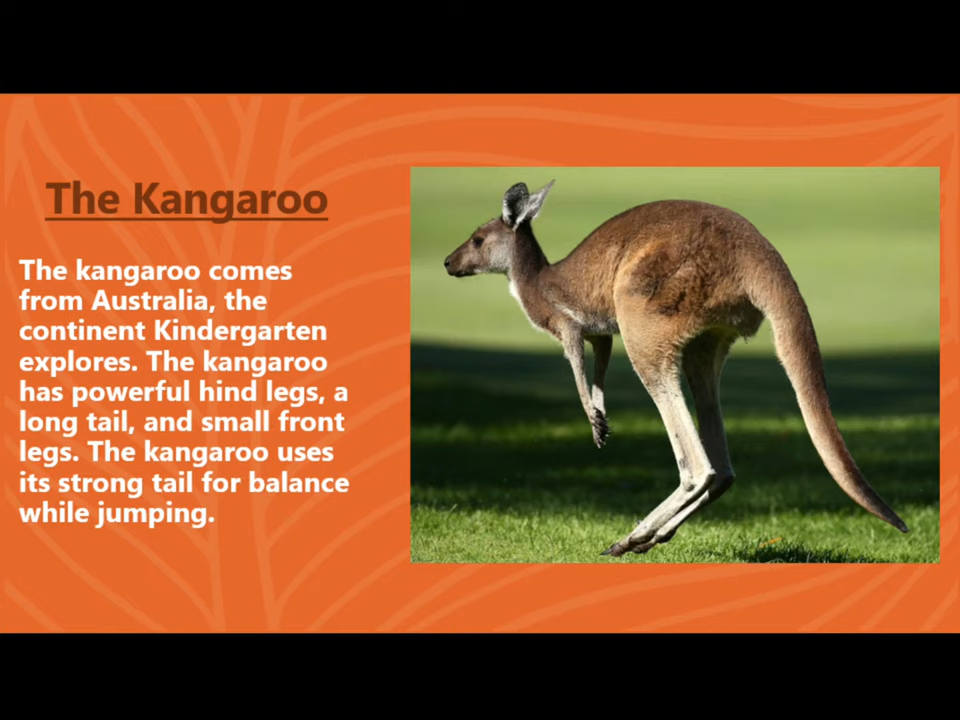 The Kangaroo
The kangaroo comes
from Australia, the
continent Kindergarten
explores. The kangaroo
has powerful hind legs, a
long tail, and small front
legs. The kangaroo uses
its strong tail for balance
while jumping.